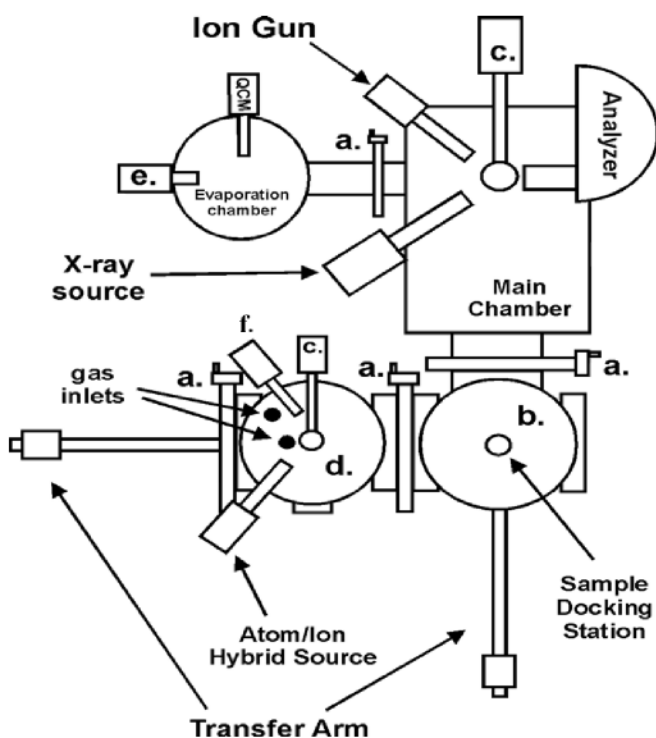 Ion Gun
c.
Analyzer
QCM
a.
e.
Evaporation
chamber
X-ray
source
Main
Chamber
f.
c.
gas
inlets
a.
a.
a.
b.
d.
Atom/Ion
Hybrid Source
Sample
Docking
Station
Transfer Arm